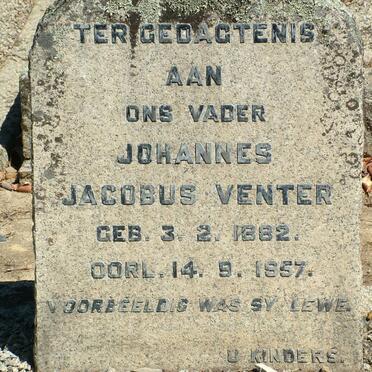 TER GEDAGTENIS
AAN
ONS VADER
JOHANNES
JACOBUS VENTER
GEB. 3. 2. 1882.
OORL. 14. 9. 1957.
VOORBEELDIG WAS SY LEWE.
U KINDERS.